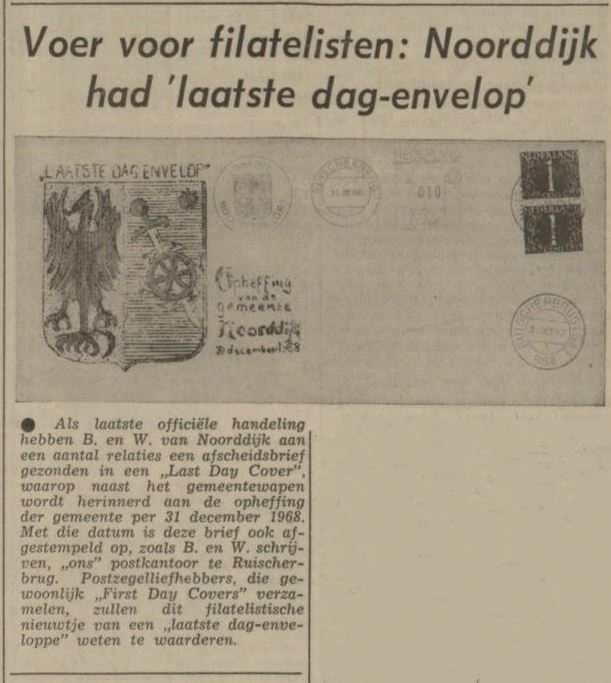 Voer voor filatelisten: Noorddijk
had 'laatste dag-envelop'
„LAATSTE DAG ENVELOP"
NEDERLAND
1
NEDERLAND
1
010
Opheffing
van de
gemeente
Noorddijk
● Als laatste officiële handeling
hebben B. en W. van Noorddijk aan
een aantal relaties een afscheidsbrief
gezonden in een „Last Day Cover",
waarop naast het gemeentewapen
wordt herinnerd aan de opheffing
der gemeente per 31 december 1968.
Met die datum is deze brief ook af-
gestempeld op, zoals B. en W. schrij-
ven, „ons" postkantoor te Ruischer-
brug. Postzegelliefhebbers, die ge-
woonlijk „First Day Covers" verza-
melen, zullen dit filatelistische
nieuwtje van een „laatste dag-enve-
loppe" weten te waarderen.